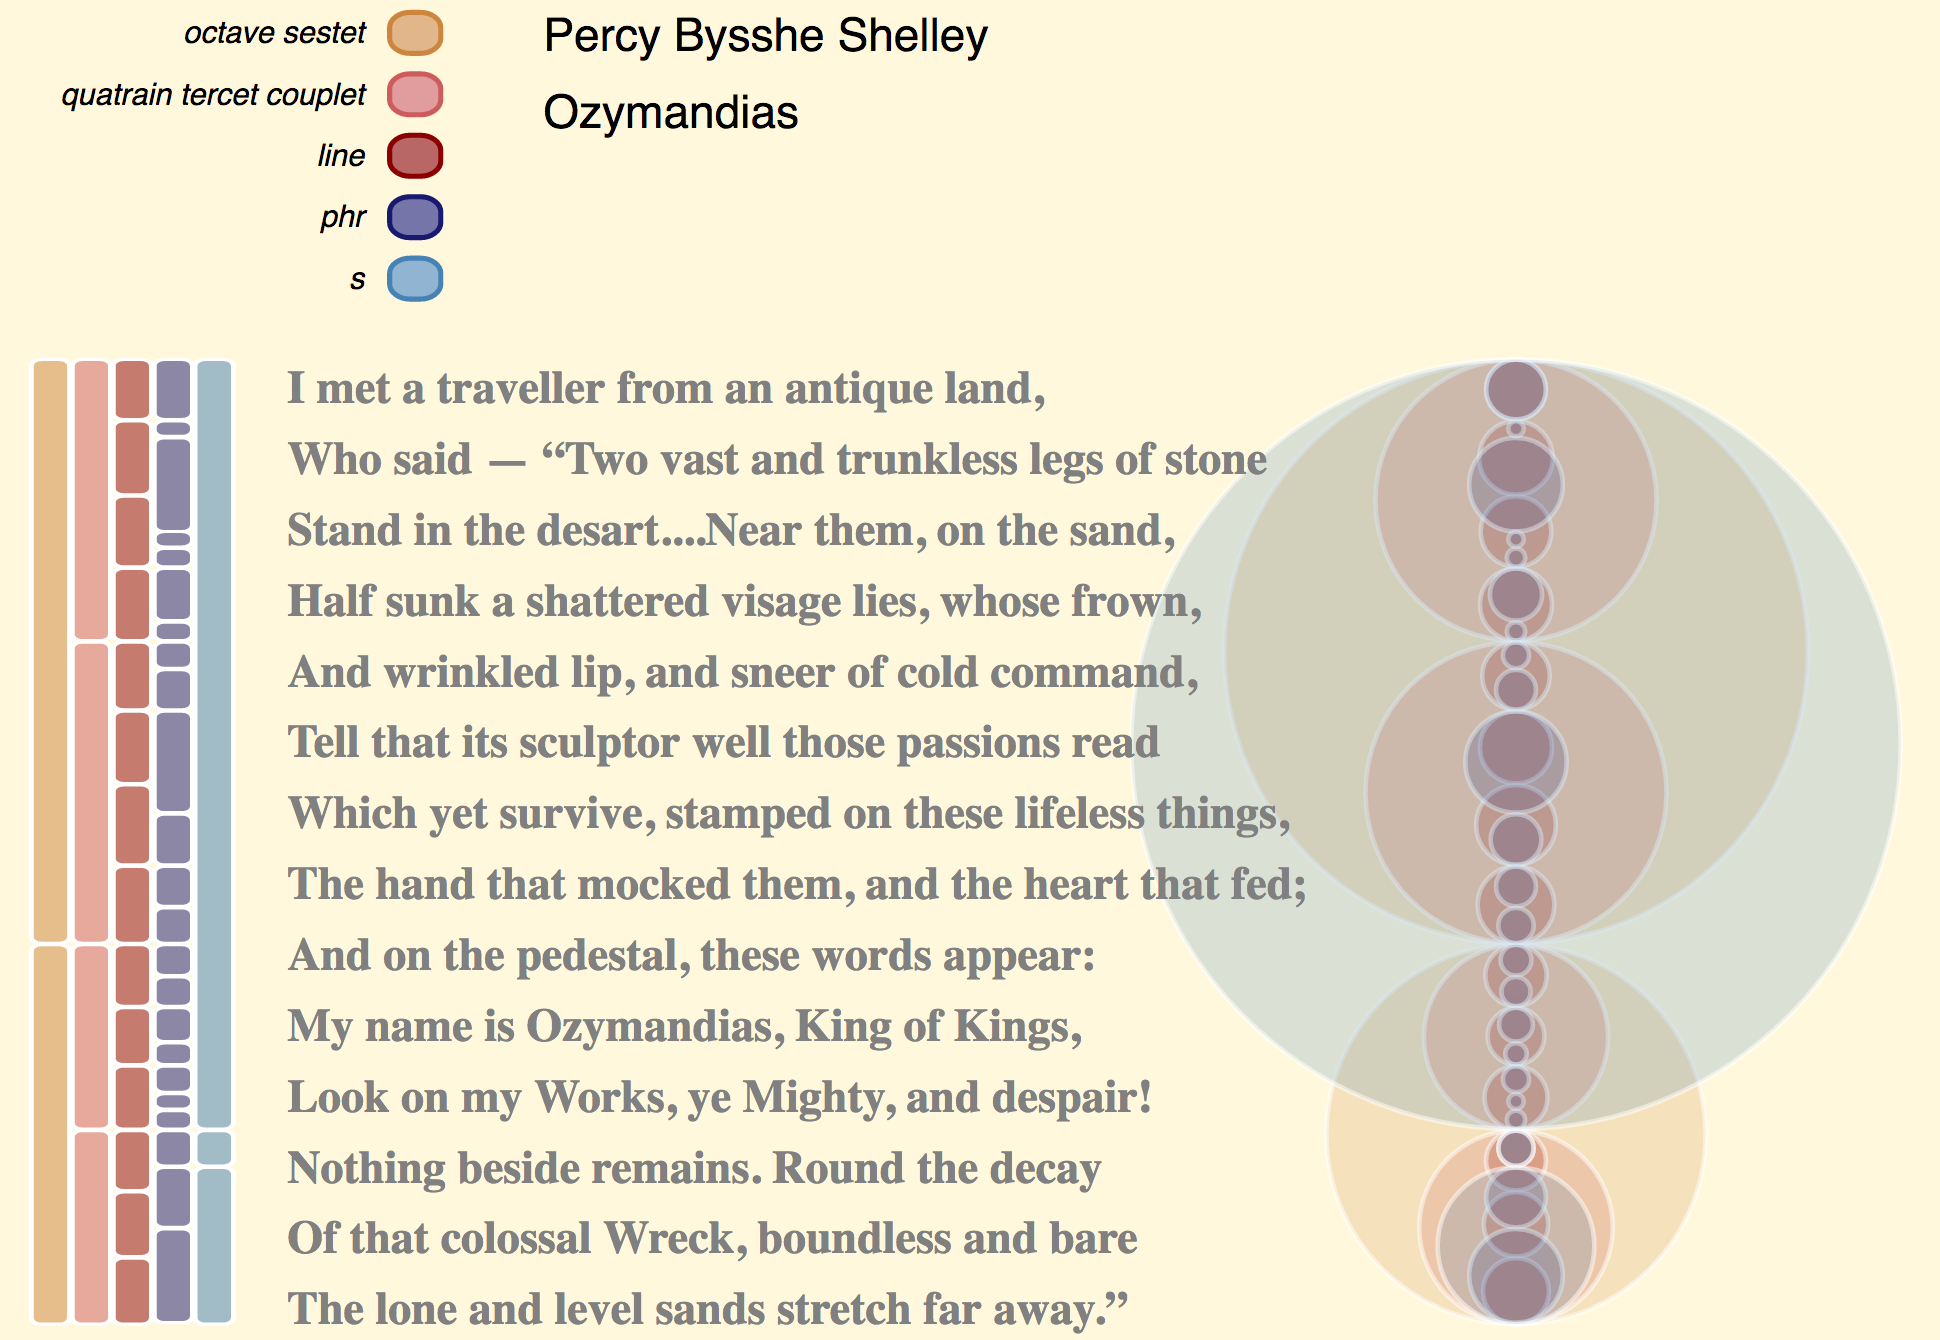 octave sestet
quatrain tercet couplet
line
phr
s
Percy Bysshe Shelley
Ozymandias
I met a traveller from an antique land,
Who said — “Two vast and trunkless legs of stone
Stand in the desart....Near them, on the sand,
Half sunk a shattered visage lies, whose frown,
And wrinkled lip, and sneer of cold command,
Tell that its sculptor well those passions read
Which yet survive, stamped on these lifeless things,
The hand that mocked them, and the heart that fed;
And on the pedestal, these words appear:
My name is Ozymandias, King of Kings,
Look on my Works, ye Mighty, and despair!
Nothing beside remains. Round the decay
Of that colossal Wreck, boundless and bare
The lone and level sands stretch far away.”